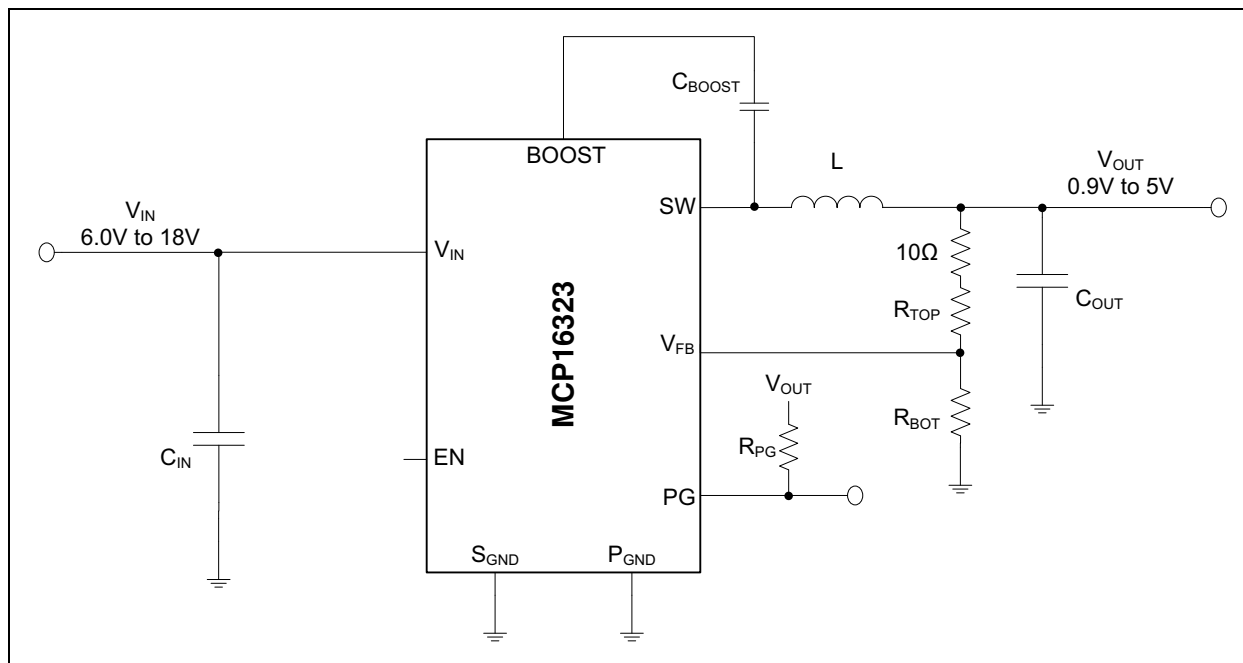 C_BOOST
BOOST
L
V_OUT
0.9V to 5V
SW
V_IN
6.0V to 18V
V_IN
10Ω
R_TOP
C_OUT
MCP16323
V_FB
V_OUT
R_BOT
R_PG
C_IN
EN
PG
S_GND
P_GND